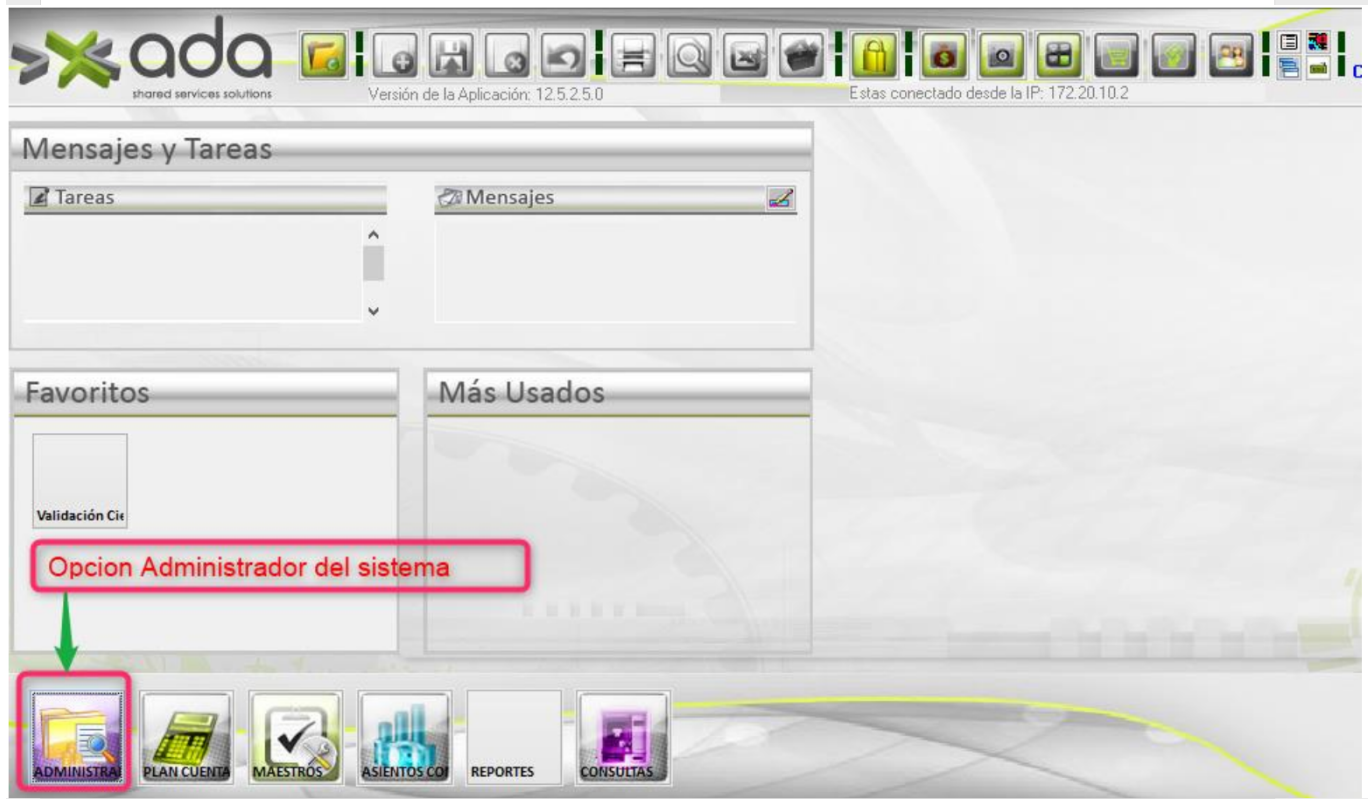 ada
shared services solutions
Versión de la Aplicación: 12.5.2.5.0
Estas conectado desde la IP: 172.20.10.2
C
Mensajes y Tareas
Tareas
Mensajes
Favoritos
Más Usados
Validación Cie
Opcion Administrador del sistema
ADMINISTRA
PLAN CUENTA
MAESTROS
ASIENTOS CO
REPORTES
CONSULTAS